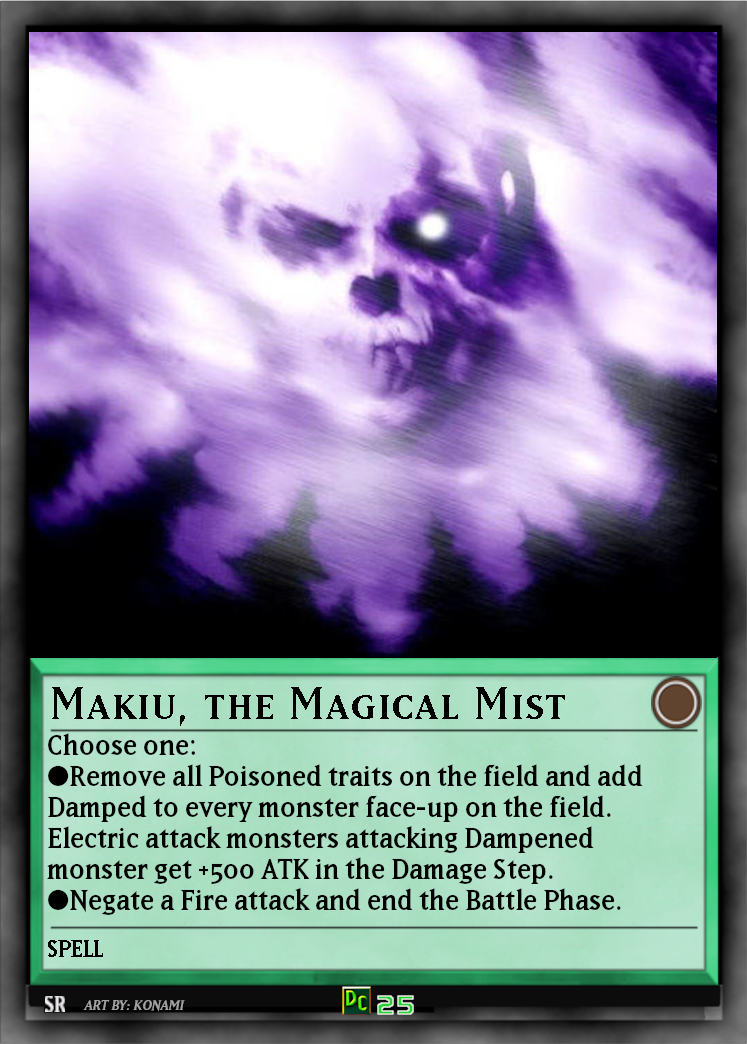 Makiu, the Magical Mist
Choose one:
●Remove all Poisoned traits on the field and add
Damped to every monster face-up on the field.
Electric attack monsters attacking Dampened
monster get +500 ATK in the Damage Step.
●Negate a Fire attack and end the Battle Phase.
SPELL
SR ART BY: KONAMI DC 25